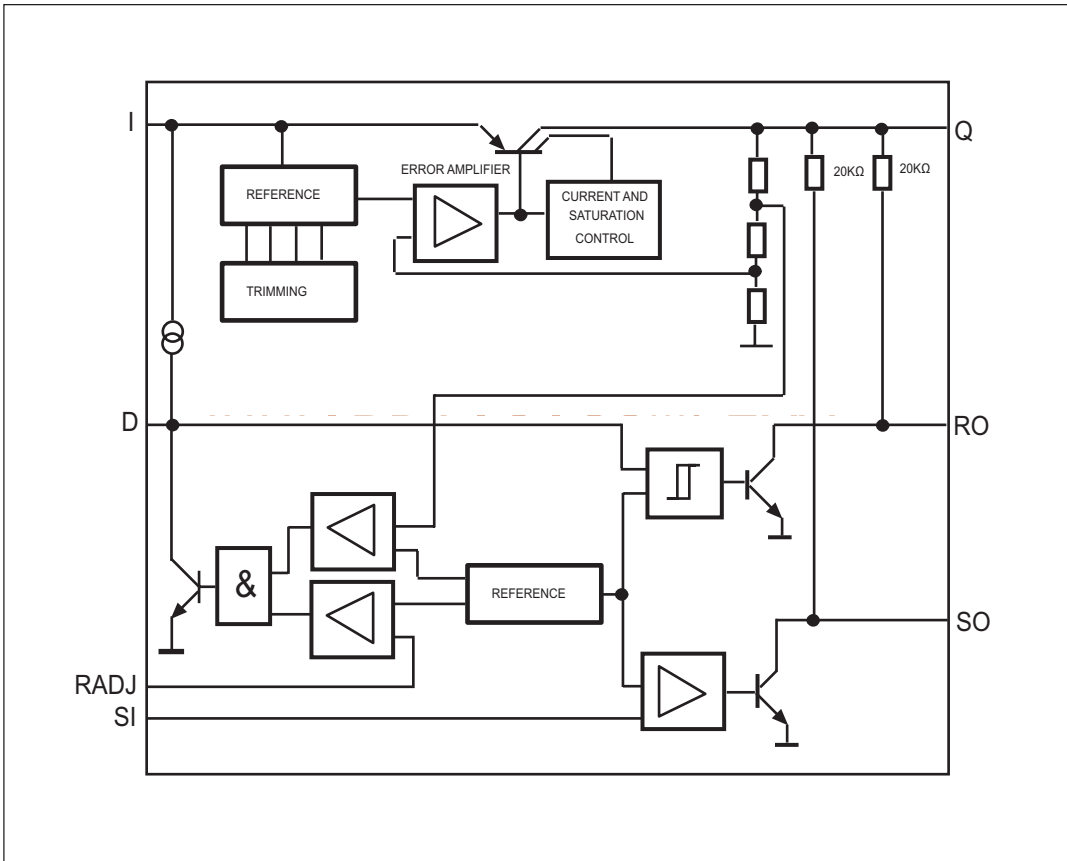 I
Q
ERROR AMPLIFIER
REFERENCE
CURRENT AND
SATURATION
CONTROL
20KΩ
20KΩ
TRIMMING
D
RO
&
REFERENCE
SO
RADJ
SI